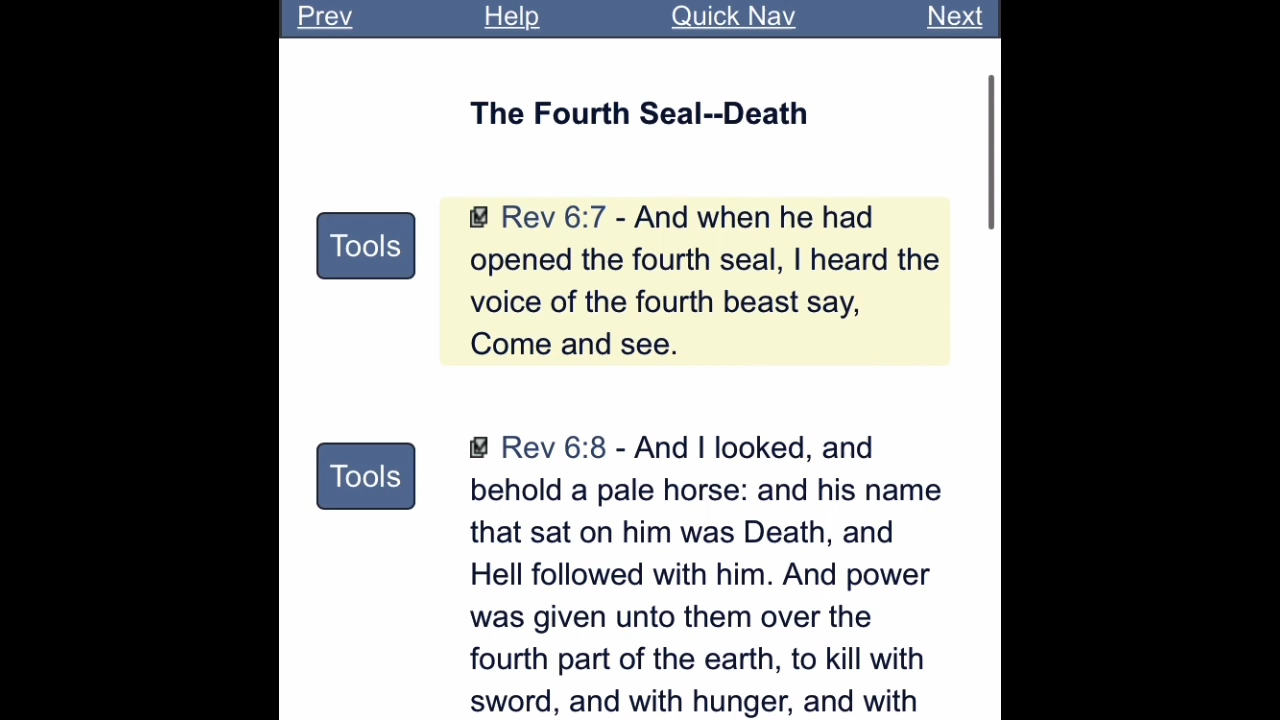 Prev Help Quick Nav Next
The Fourth Seal--Death
Tools
Rev 6:7 - And when he had
opened the fourth seal, I heard the
voice of the fourth beast say,
Come and see.
Tools
Rev 6:8 - And I looked, and
behold a pale horse: and his name
that sat on him was Death, and
Hell followed with him. And power
was given unto them over the
fourth part of the earth, to kill with
sword, and with hunger, and with